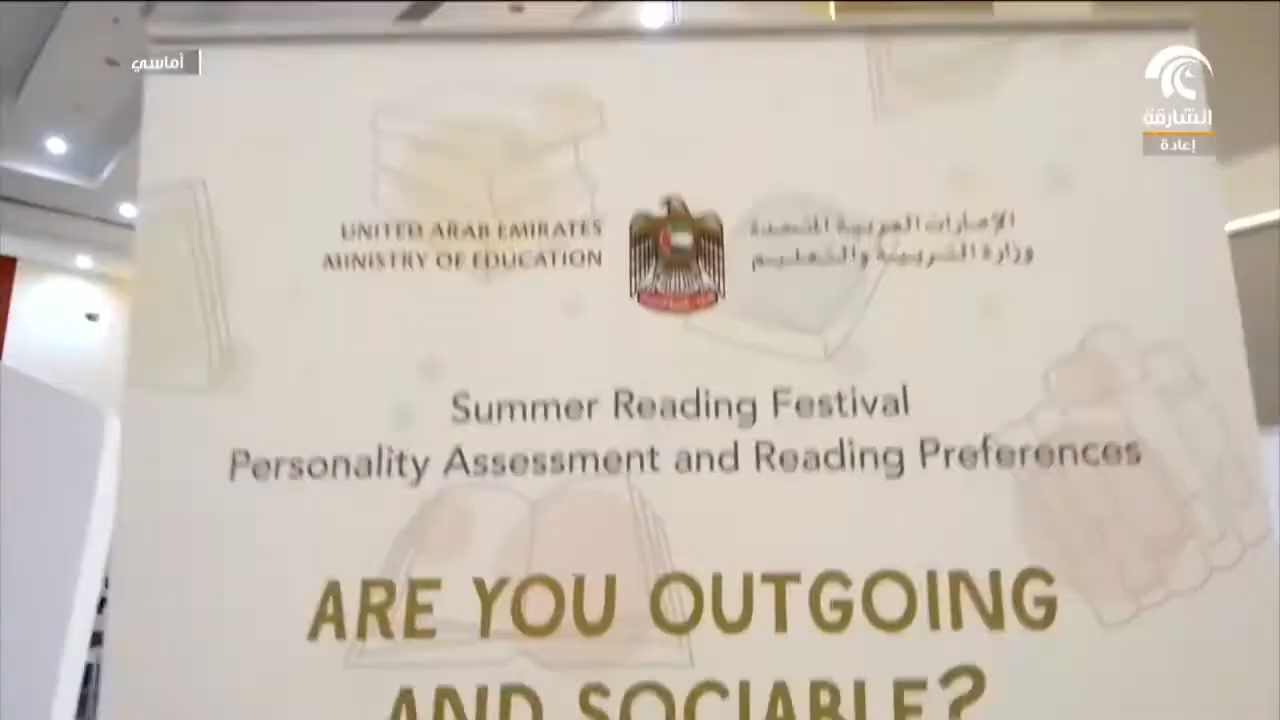 أماسي
الشارقة
إعادة
UNITED ARAB EMIRATES
MINISTRY OF EDUCATION
الإمارات العربية المتحدة
وزارة التربية والتعليم
Summer Reading Festival
Personality Assessment and Reading Preferences
ARE YOU OUTGOING
AND SOCIABLE?